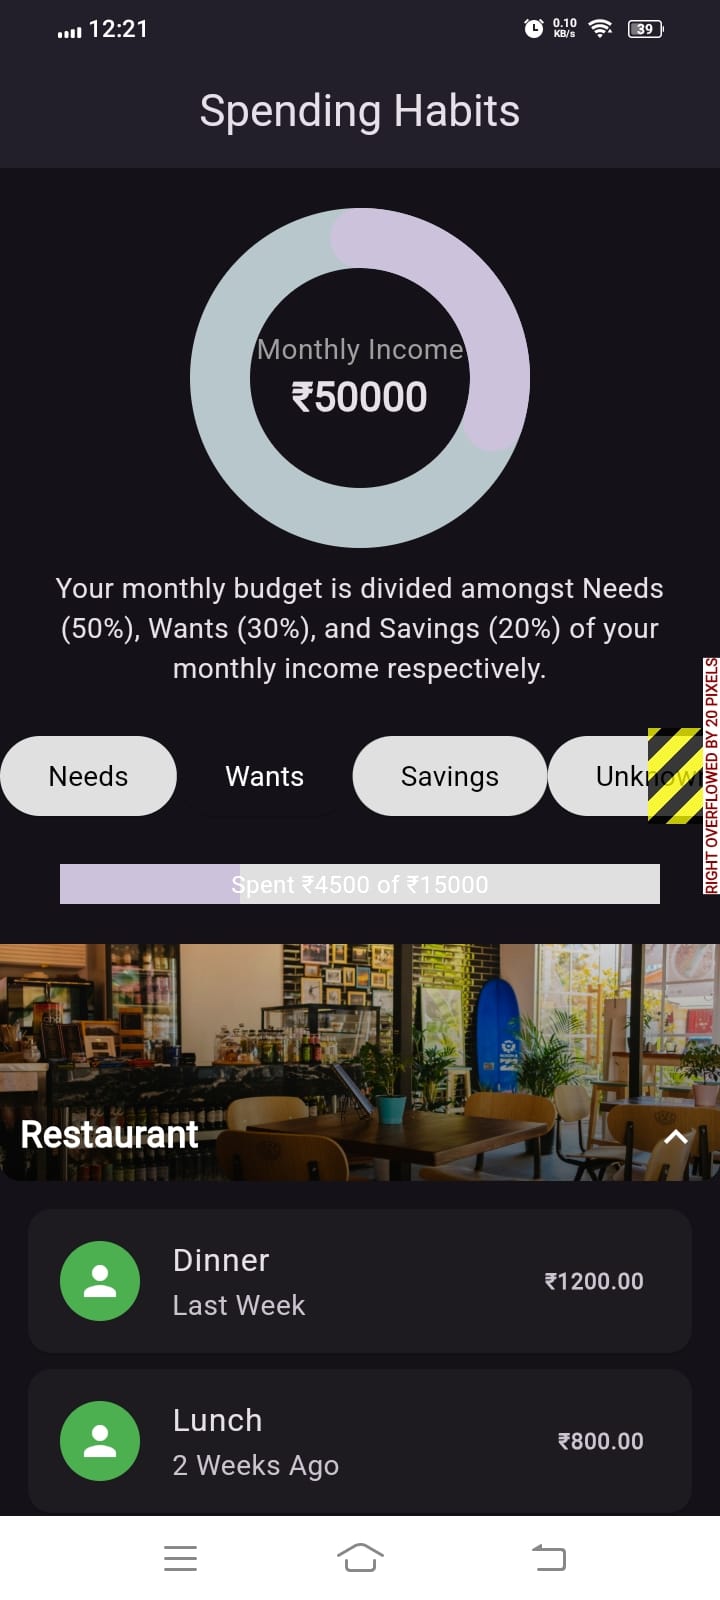 12:21
0.10
KB/s
39
Spending Habits
Monthly Income
₹50000
Your monthly budget is divided amongst Needs
(50%), Wants (30%), and Savings (20%) of your
monthly income respectively.
RIGHT OVERFLOWED BY 20 PIXELS
Needs
Wants
Savings
Unknow
Spent ₹4500 of ₹15000
Restaurant
Dinner
Last Week
₹1200.00
Lunch
2 Weeks Ago
₹800.00